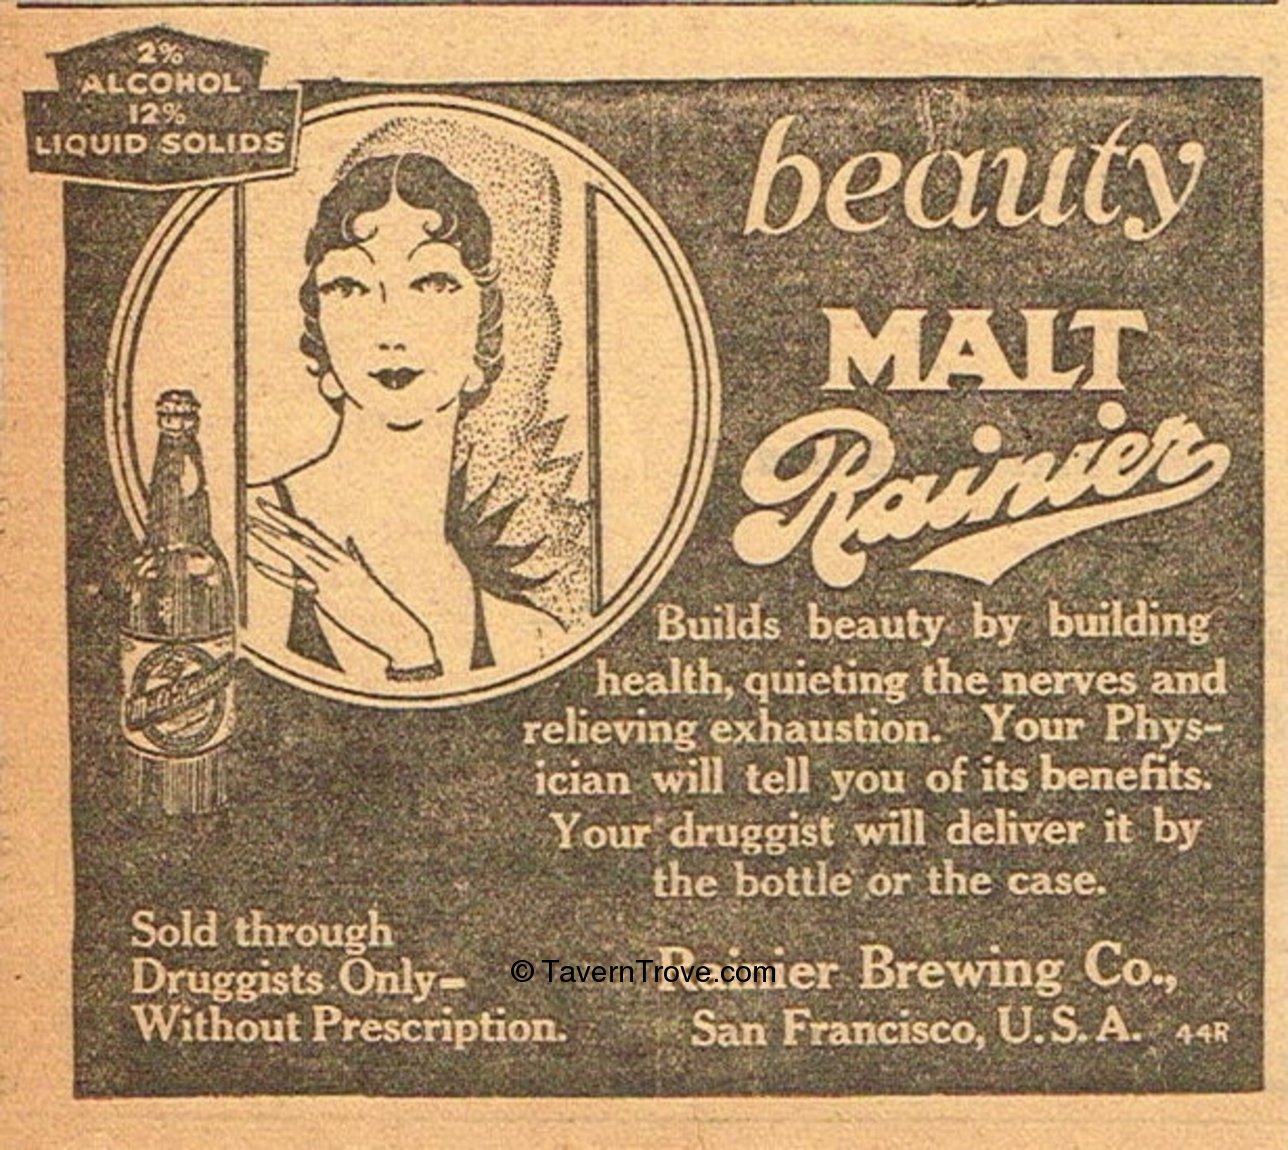 2%
ALCOHOL
12%
LIQUID SOLIDS
beauty
MALT
Rainier
Builds beauty by building
health, quieting the nerves and
relieving exhaustion. Your Phys-
ician will tell you of its benefits.
Your druggist will deliver it by
the bottle or the case.
Sold through
Druggists Only-
Without Prescription.
Rainier Brewing Co.,
San Francisco, U.S.A. 44R
© TavernTrove.com